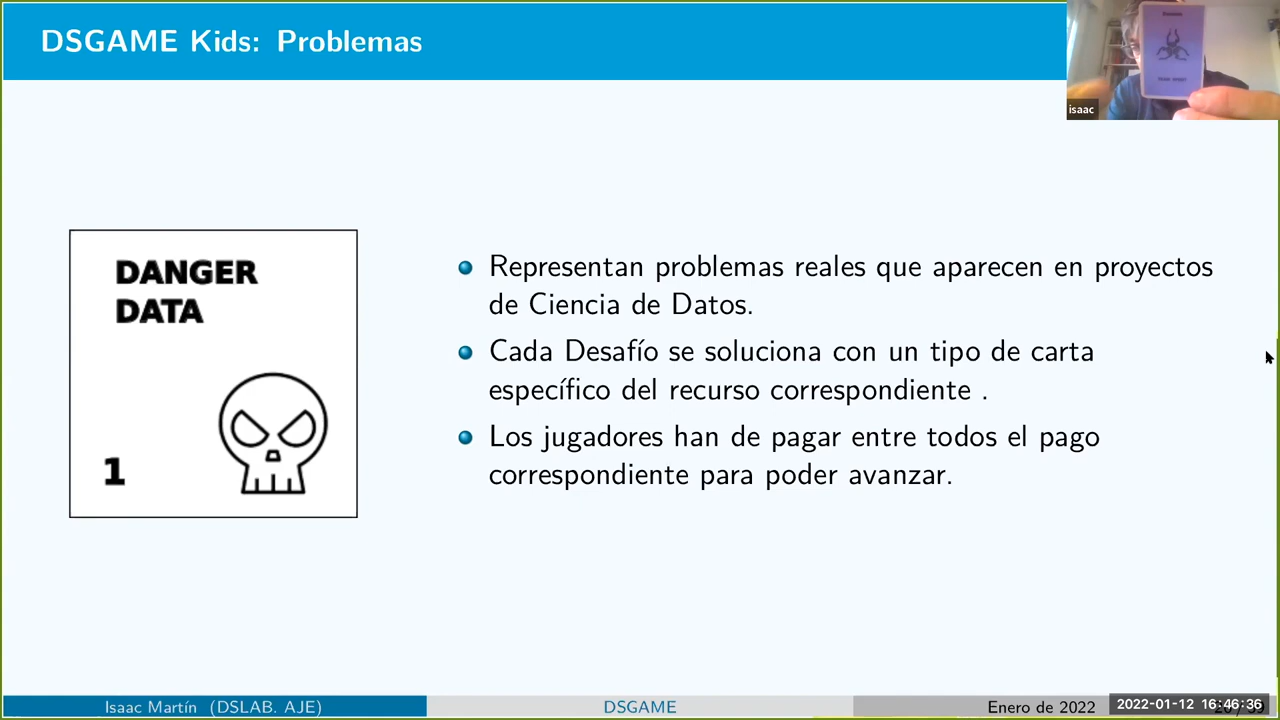 DSGAME Kids: Problemas
isaac
DANGER
DATA
1
Representan problemas reales que aparecen en proyectos
de Ciencia de Datos.
Cada Desafío se soluciona con un tipo de carta
específico del recurso correspondiente .
Los jugadores han de pagar entre todos el pago
correspondiente para poder avanzar.
Isaac Martín (DSLAB. AJE)
DSGAME
Enero de 2022
2022-01-12 16:46:36